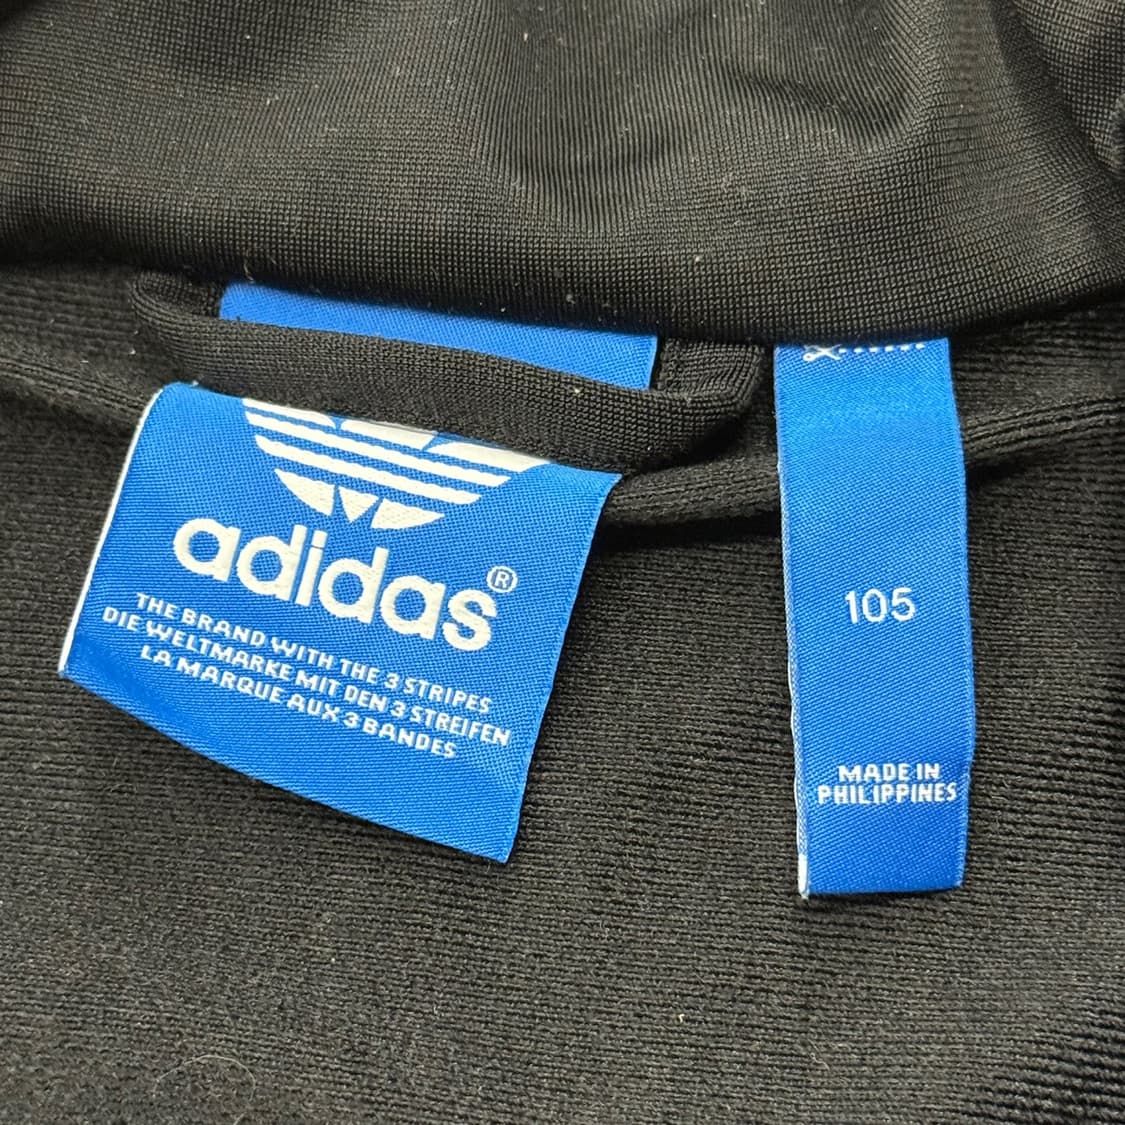 adidas®
THE BRAND WITH THE 3 STRIPES
DIE WELTMARKE MIT DEN 3 STREIFEN
LA MARQUE AUX 3 BANDES
105
MADE IN
PHILIPPINES